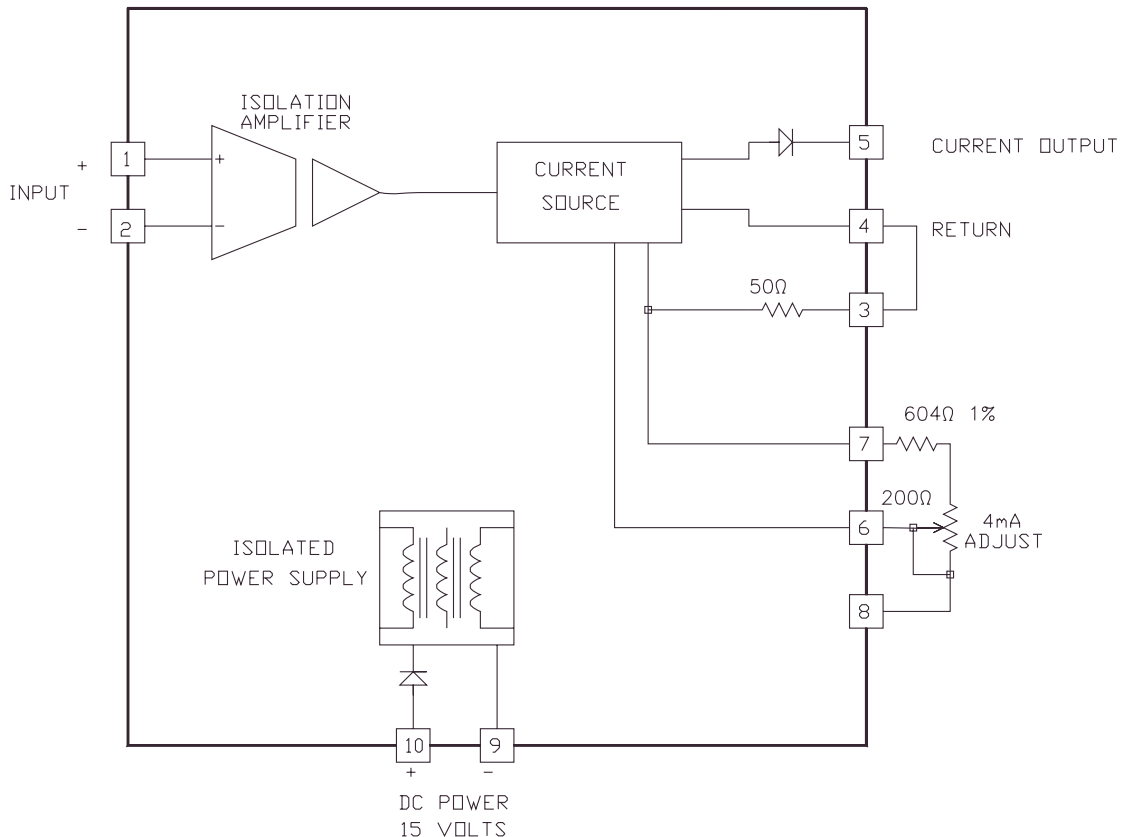 ISOLATION
AMPLIFIER
1
+
5
CURRENT OUTPUT
+
INPUT
-
2
-
CURRENT
SOURCE
4
RETURN
50Ω
3
604Ω 1%
7
200Ω
6
4mA
ADJUST
8
ISOLATED
POWER SUPPLY
10
9
+
-
DC POWER
15 VOLTS